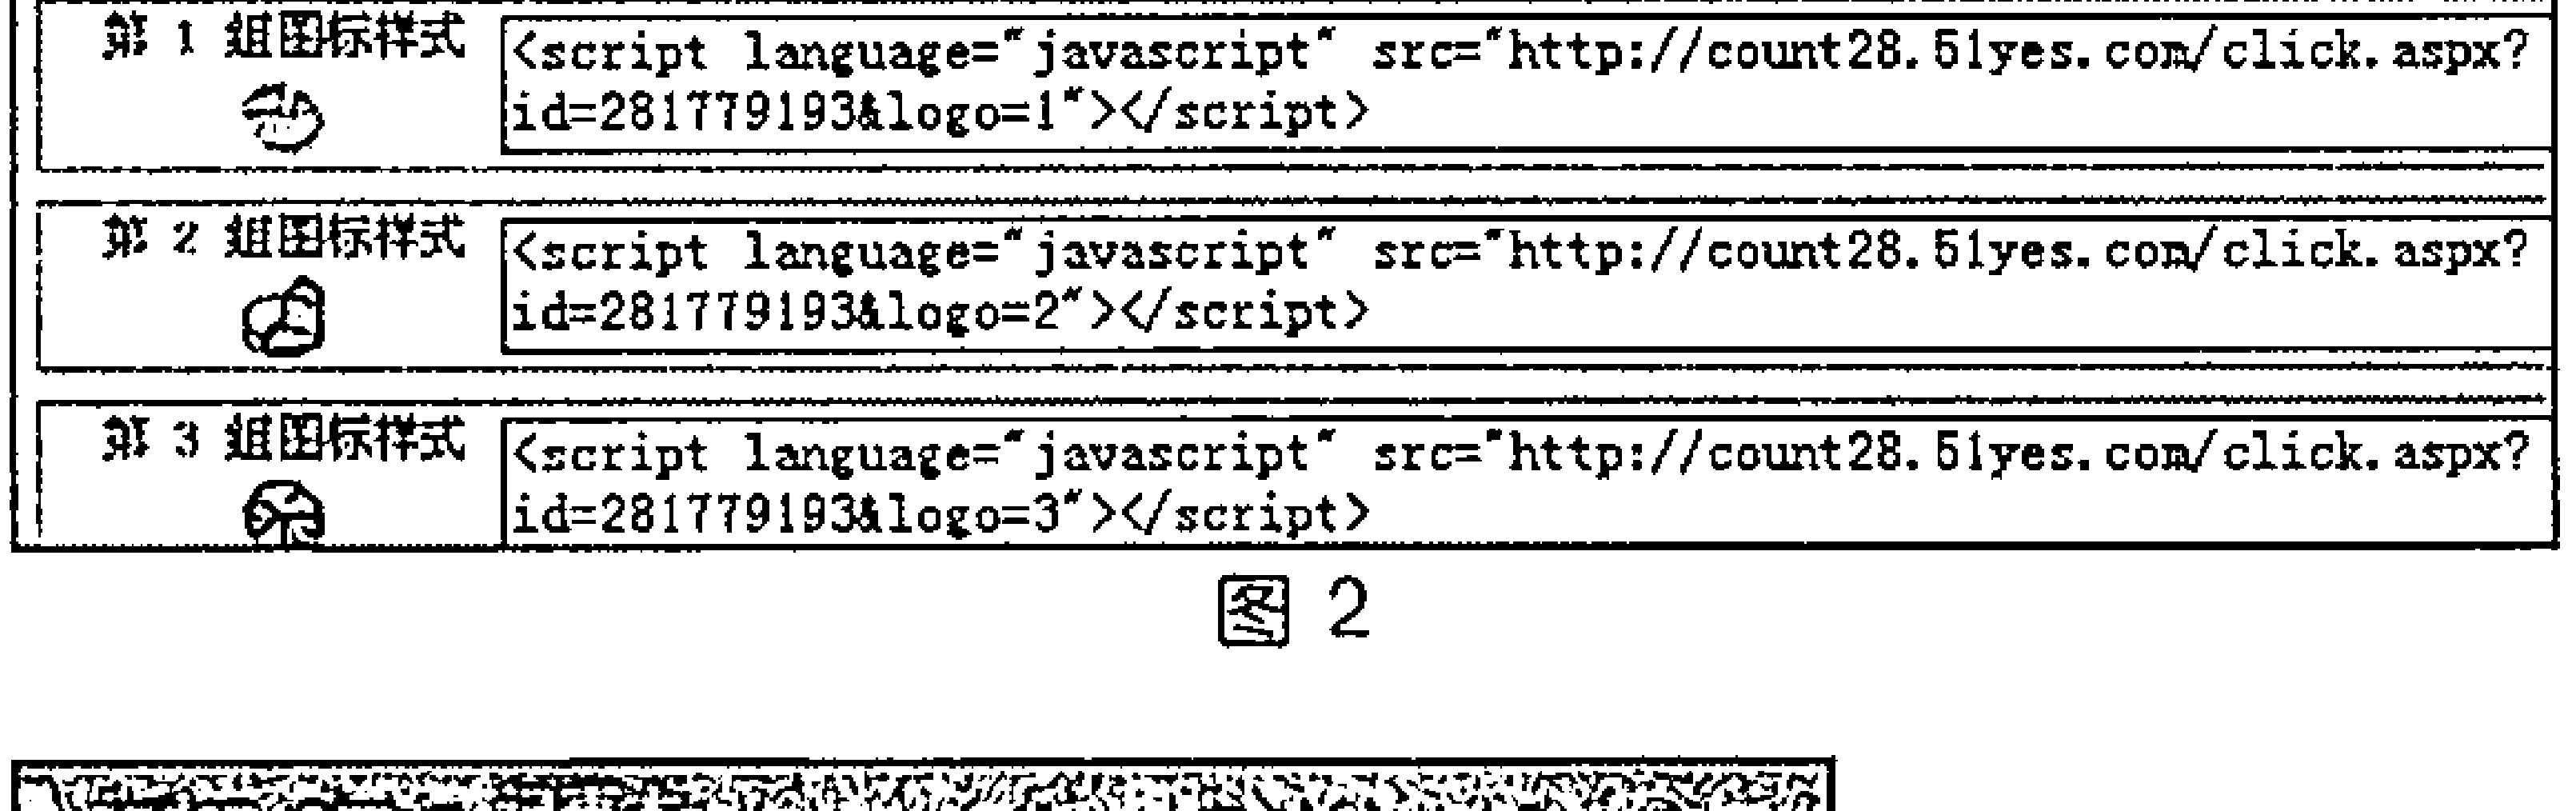 第 1 组图标样式
<script language="javascript" src="http://count28.51yes.com/click.aspx?
id=281779193&logo=1"></script>
第 2 组图标样式
<script language="javascript" src="http://count28.51yes.com/click.aspx?
id=281779193&logo=2"></script>
第 3 组图标样式
<script language="javascript" src="http://count28.51yes.com/click.aspx?
id=281779193&logo=3"></script>
图 2